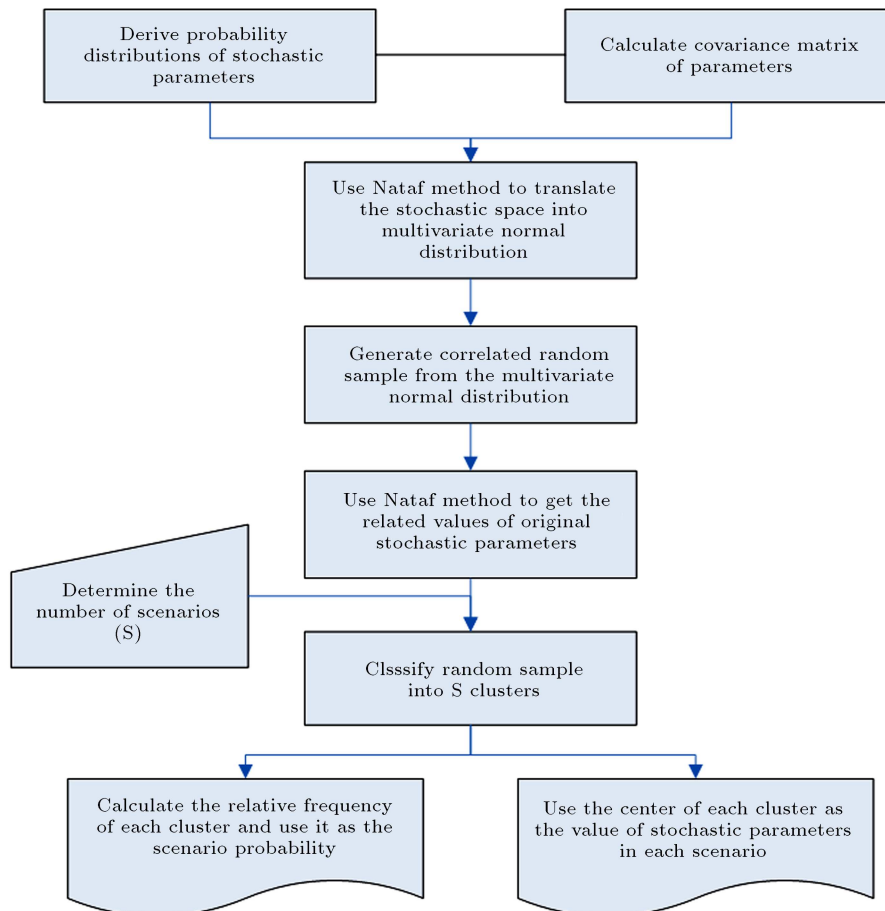 Derive probability
distributions of stochastic
parameters
Calculate covariance matrix
of parameters
Use Nataf method to translate
the stochastic space into
multivariate normal
distribution
Generate correlated random
sample from the multivariate
normal distribution
Use Nataf method to get the
related values of original
stochastic parameters
Determine the
number of scenarios
(S)
Clsssify random sample
into S clusters
Calculate the relative frequency
of each cluster and use it as the
scenario probability
Use the center of each cluster as
the value of stochastic parameters
in each scenario